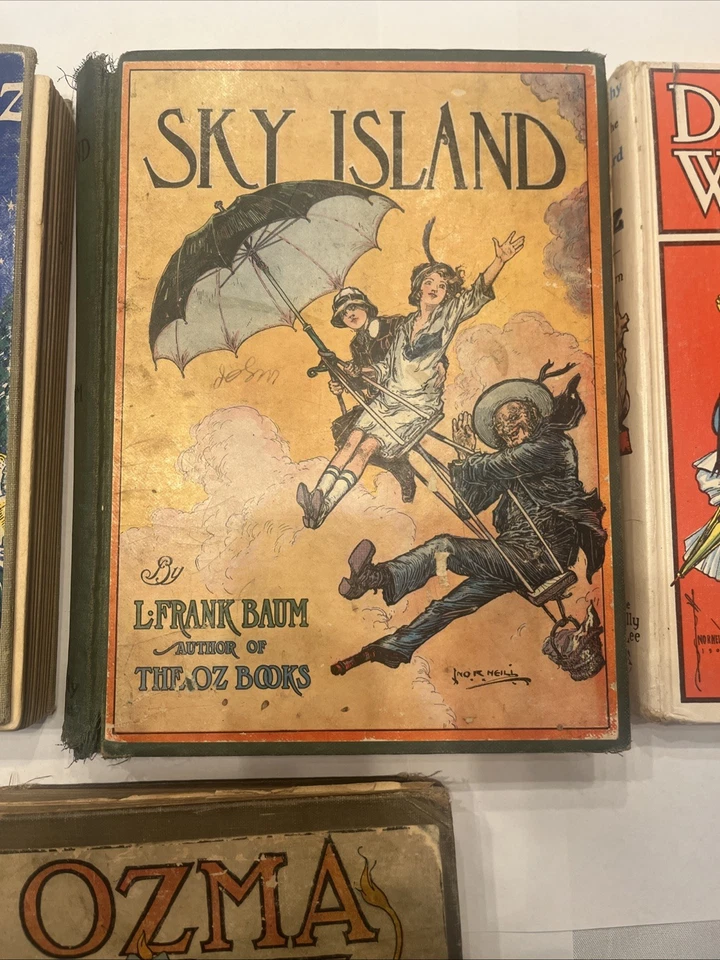 Z
SKY ISLAND
By
L. FRANK BAUM
AUTHOR OF
THE OZ BOOKS
JNO R NEILL
D
W
OZMA